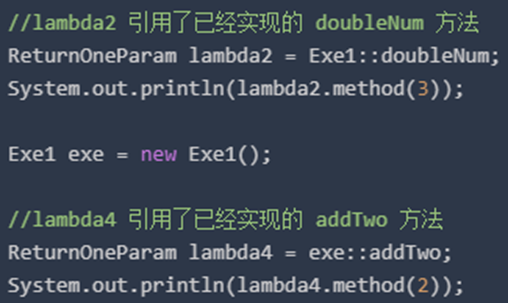 //lambda2 引用了已经实现的 doubleNum 方法
ReturnOneParam lambda2 = Exe1::doubleNum;
System.out.println(lambda2.method(3));
Exe1 exe = new Exe1();
//lambda4 引用了已经实现的 addTwo 方法
ReturnOneParam lambda4 = exe::addTwo;
System.out.println(lambda4.method(2));